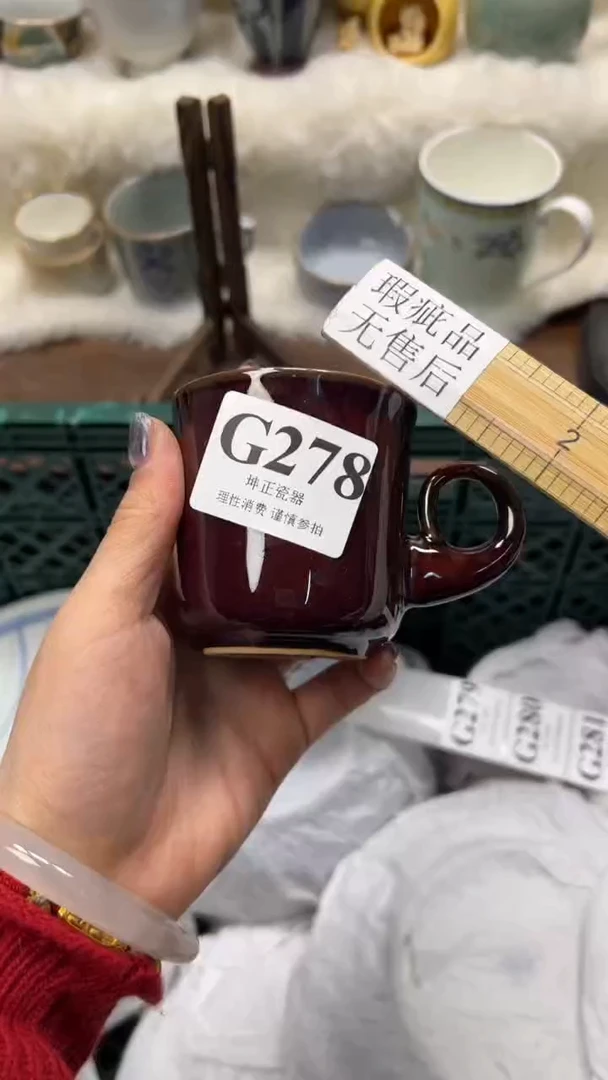 瑕疵品
无售后
2
G278
坤正瓷器
理性消费 谨慎参拍
G279
G280
G281